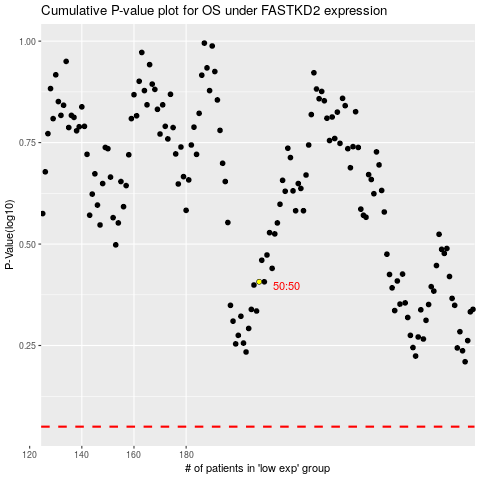 Cumulative P-value plot for OS under FASTKD2 expression
1.00
0.75
0.50
0.25
P-Value(log10)
50:50
120 140 160 180
# of patients in 'low exp' group